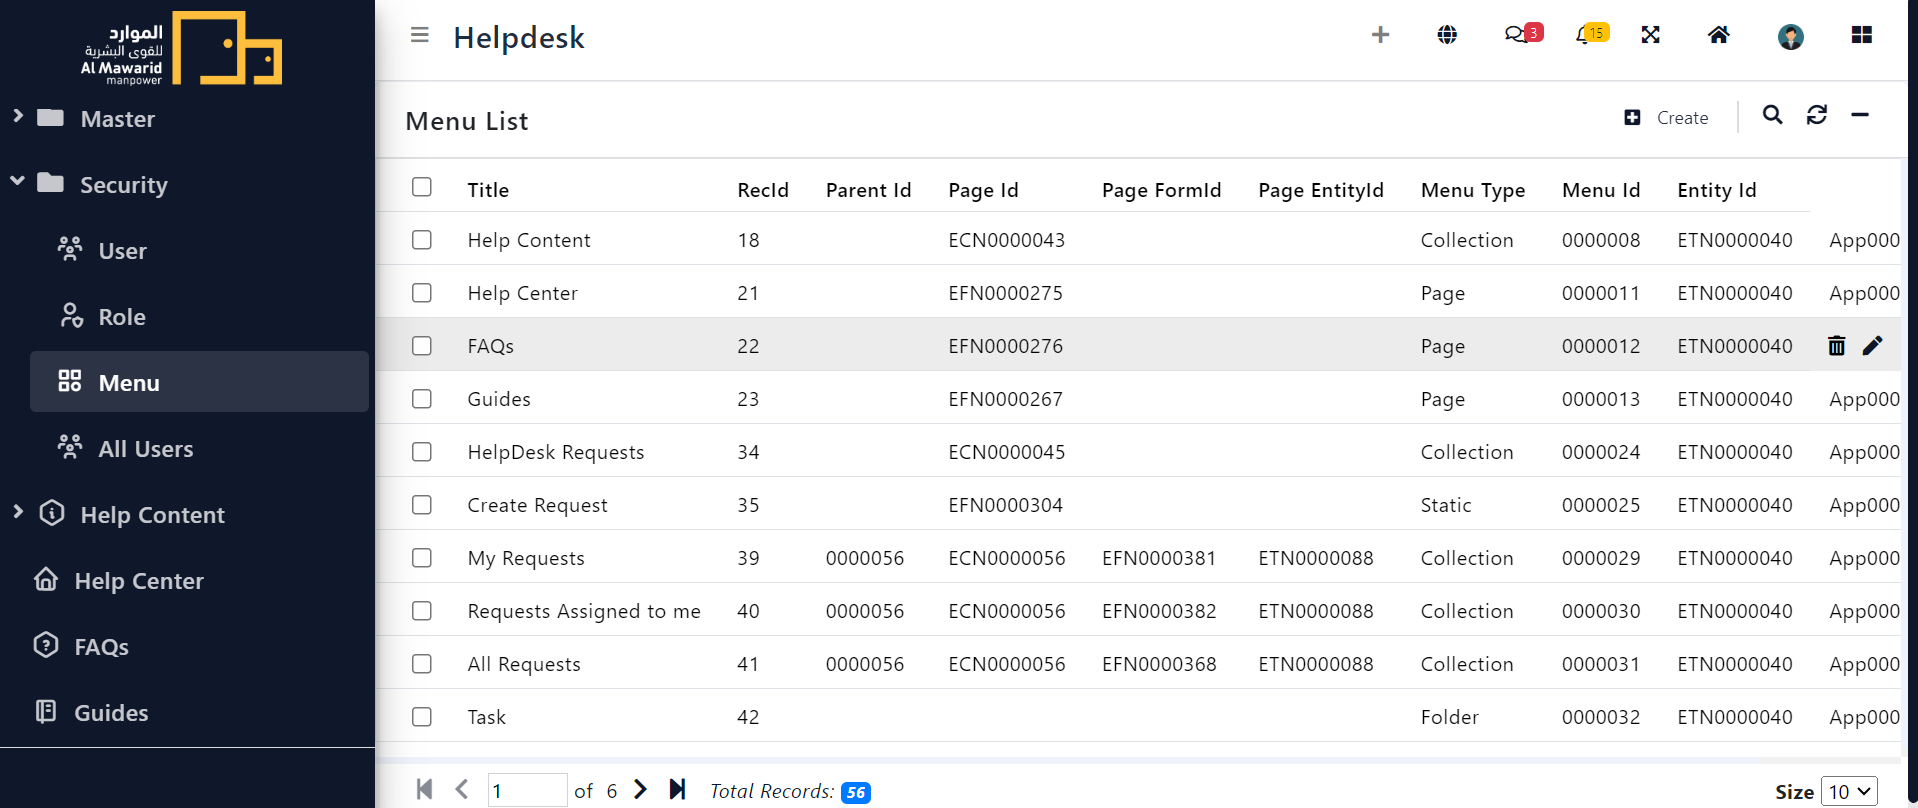 الموارد
للقوى البشرية
Al Mawarid
manpower
Master
Security
User
Role
Menu
All Users
Help Content
Help Center
FAQs
Guides
Helpdesk
3
15
Menu List
Create
Title RecId Parent Id Page Id Page FormId Page EntityId Menu Type Menu Id Entity Id
Help Content 18 ECN0000043 Collection 0000008 ETN0000040 App000
Help Center 21 EFN0000275 Page 0000011 ETN0000040 App000
FAQs 22 EFN0000276 Page 0000012 ETN0000040
Guides 23 EFN0000267 Page 0000013 ETN0000040 App000
HelpDesk Requests 34 ECN0000045 Collection 0000024 ETN0000040 App000
Create Request 35 EFN0000304 Static 0000025 ETN0000040 App000
My Requests 39 0000056 ECN0000056 EFN0000381 ETN0000088 Collection 0000029 ETN0000040 App000
Requests Assigned to me 40 0000056 ECN0000056 EFN0000382 ETN0000088 Collection 0000030 ETN0000040 App000
All Requests 41 0000056 ECN0000056 EFN0000368 ETN0000088 Collection 0000031 ETN0000040 App000
Task 42 Folder 0000032 ETN0000040 App000
1 of 6 Total Records: 56 Size 10